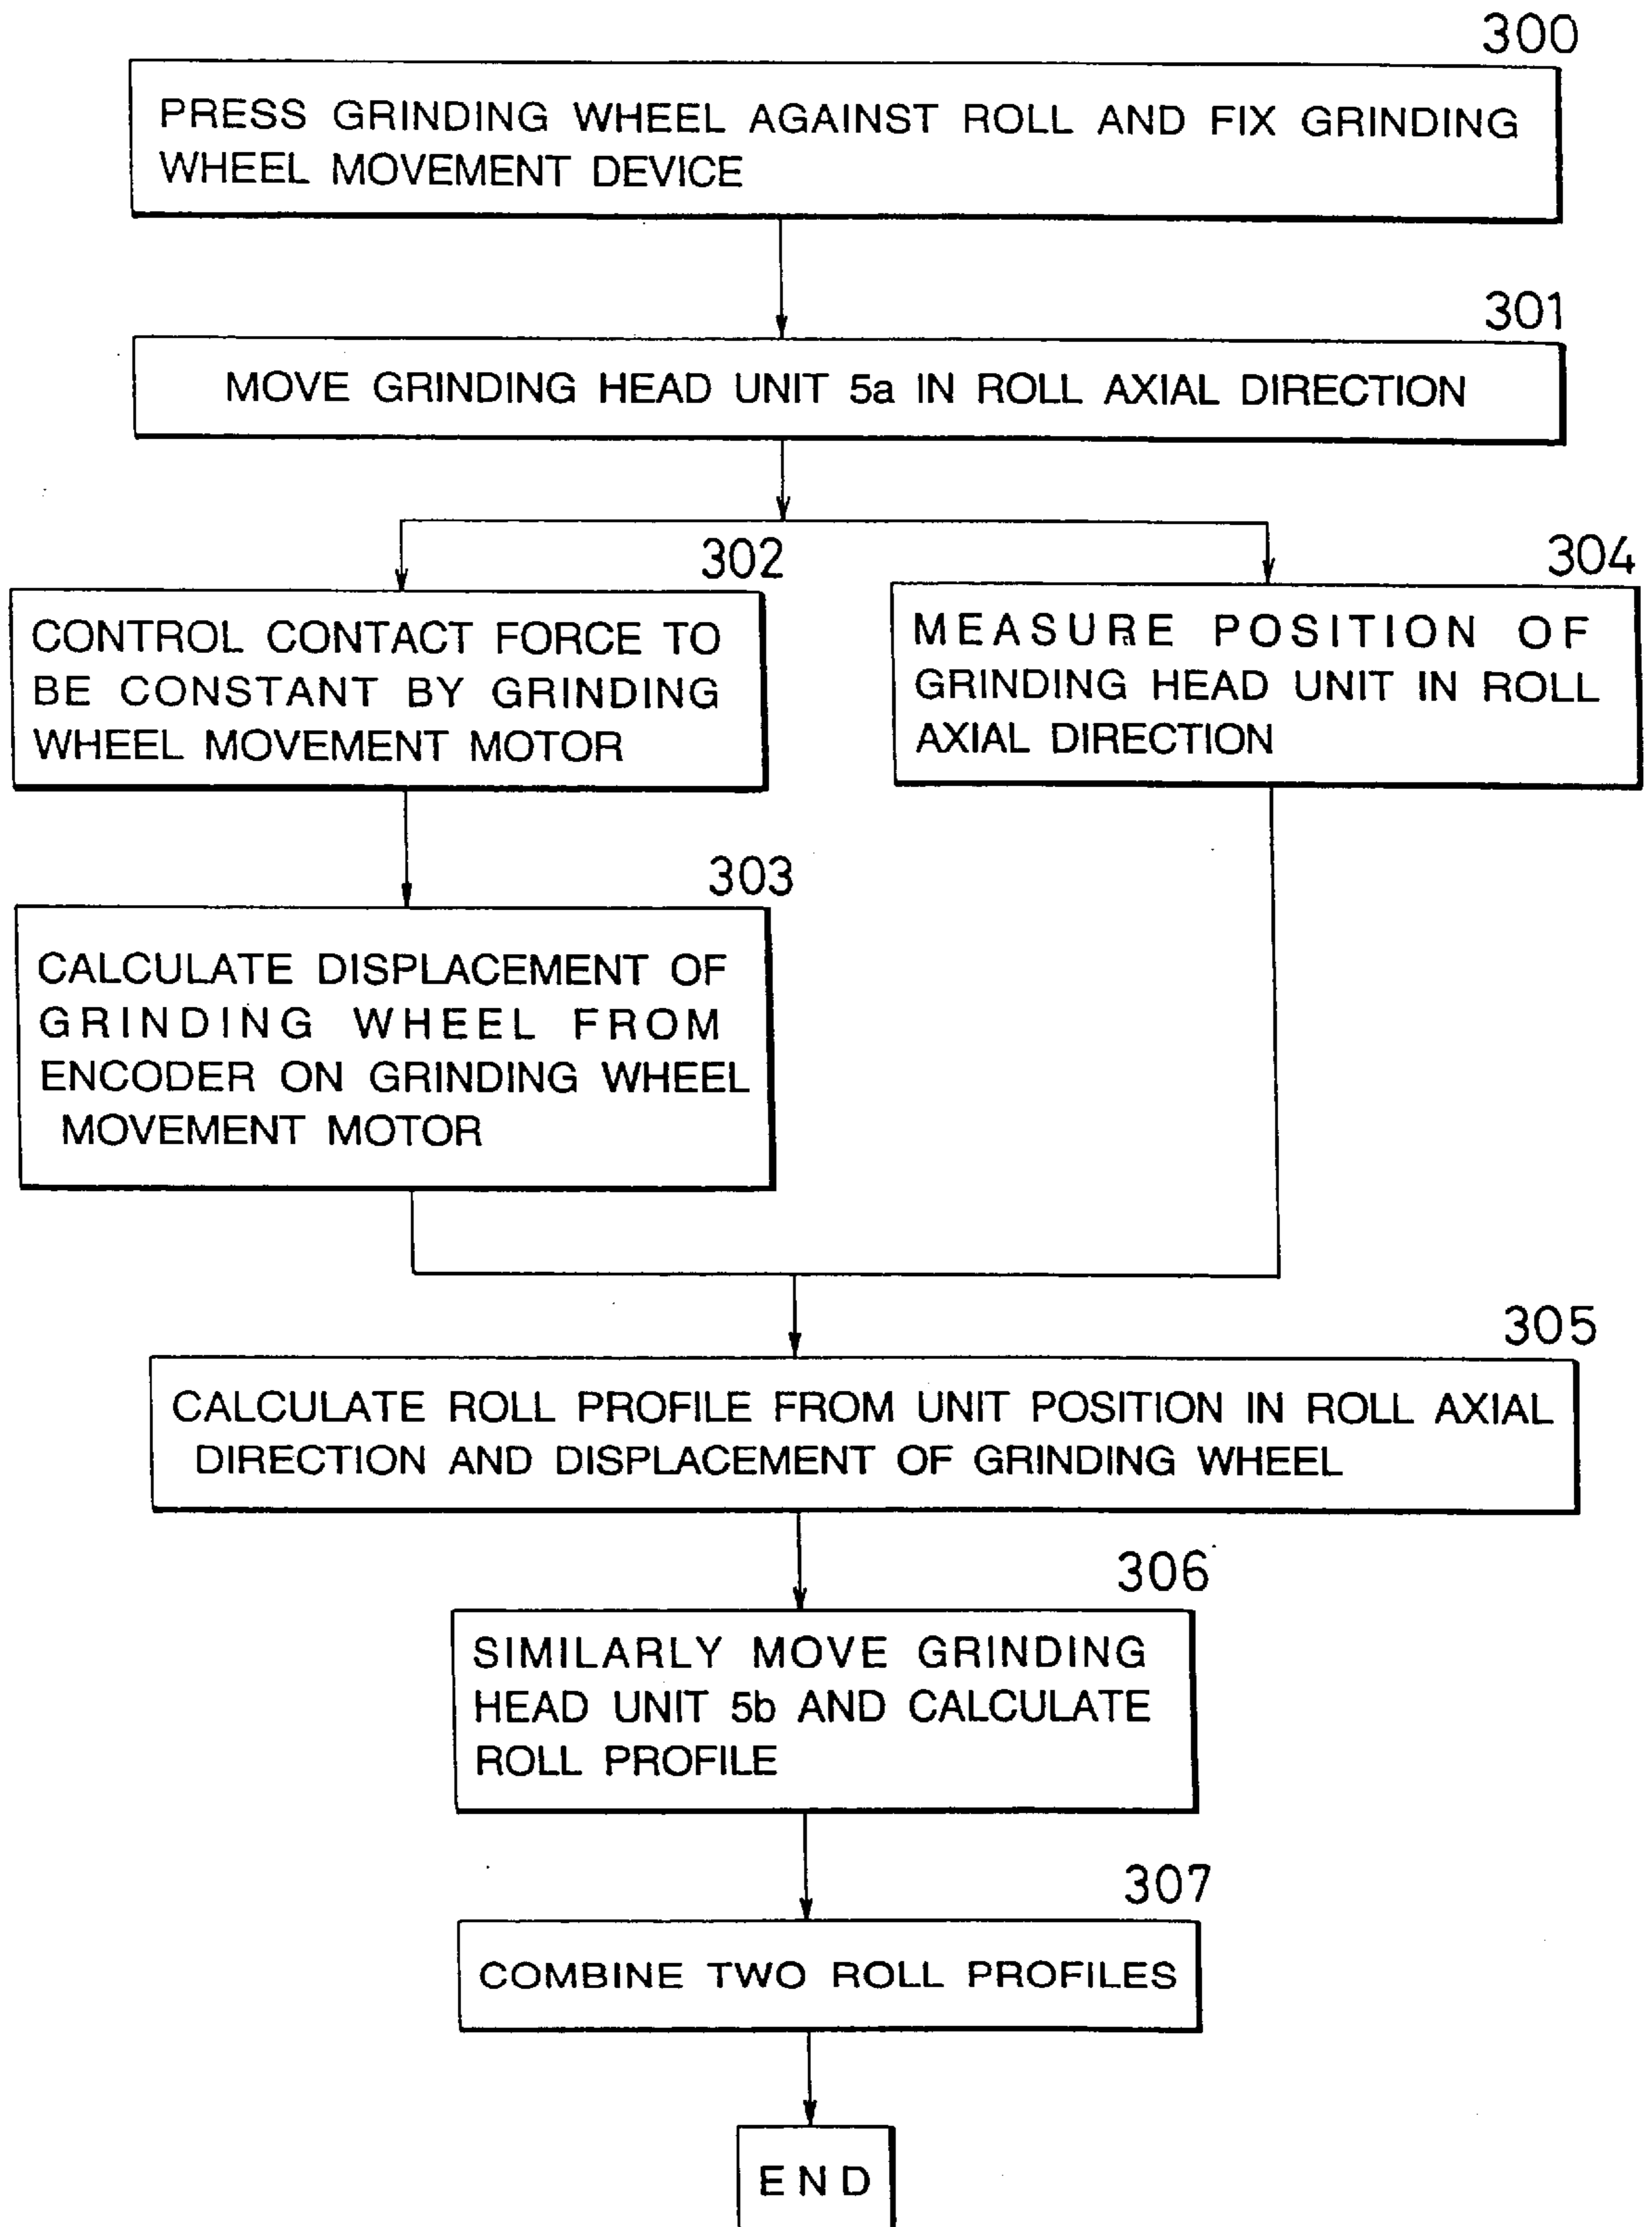 300
PRESS GRINDING WHEEL AGAINST ROLL AND FIX GRINDING
WHEEL MOVEMENT DEVICE
301
MOVE GRINDING HEAD UNIT 5a IN ROLL AXIAL DIRECTION
302
CONTROL CONTACT FORCE TO
BE CONSTANT BY GRINDING
WHEEL MOVEMENT MOTOR
304
MEASURE POSITION OF
GRINDING HEAD UNIT IN ROLL
AXIAL DIRECTION
303
CALCULATE DISPLACEMENT OF
GRINDING WHEEL FROM
ENCODER ON GRINDING WHEEL
MOVEMENT MOTOR
305
CALCULATE ROLL PROFILE FROM UNIT POSITION IN ROLL AXIAL
DIRECTION AND DISPLACEMENT OF GRINDING WHEEL
306
SIMILARLY MOVE GRINDING
HEAD UNIT 5b AND CALCULATE
ROLL PROFILE
307
COMBINE TWO ROLL PROFILES
END